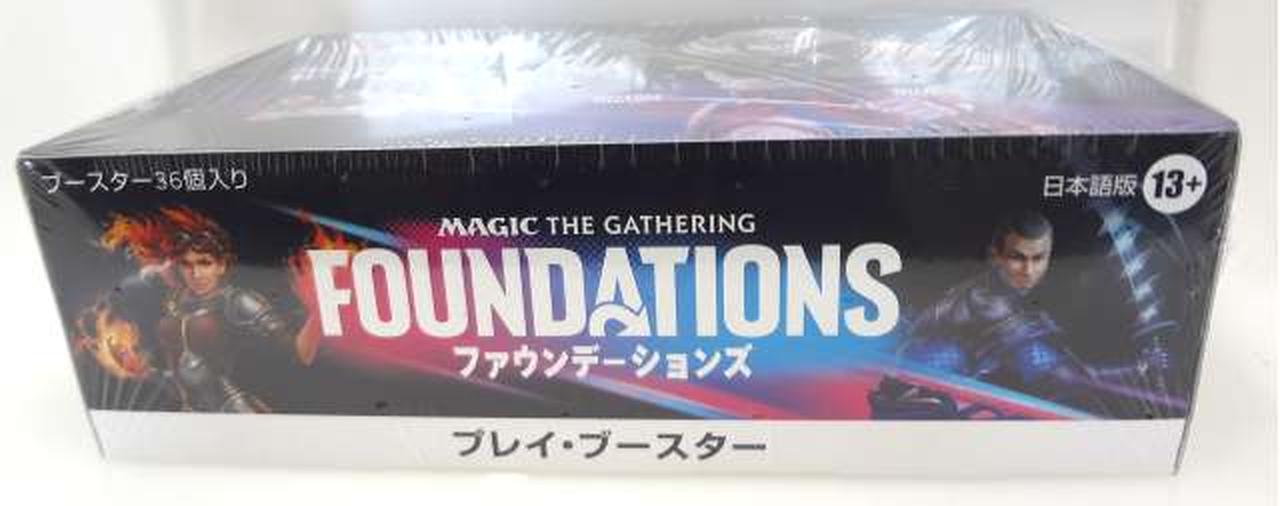 ブースター36個入り
日本語版 13+
MAGIC THE GATHERING
FOUNDATIONS
ファウンデーションズ
プレイ・ブースター